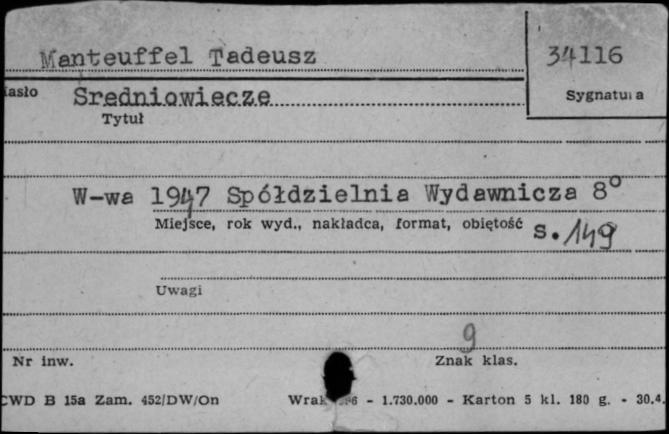 Manteuffel Tadeusz
34116
Sygnatura
Sredniowiecze
Tytuł
W-wa 1947 Spółdzielnia Wydawnicza 8°
Miejsce, rok wyd., nakładca, format, objętość s. 149
Uwagi
9
Nr inw. Znak klas.
CWD B 15a Zam. 452/DW/On - 1.730.000 - Karton 5 kl. 180 g. - 30.4.